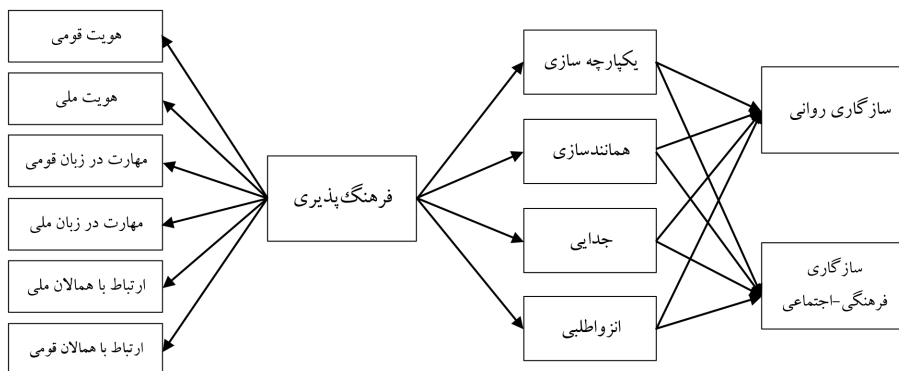 هویت قومی
هویت ملی
مهارت در زبان قومی
مهارت در زبان ملی
ارتباط با همالان ملی
ارتباط با همالان قومی
فرهنگ‌پذیری
یکپارچه سازی
همانندسازی
جدایی
انزواطلبی
سازگاری روانی
سازگاری
فرهنگی-اجتماعی